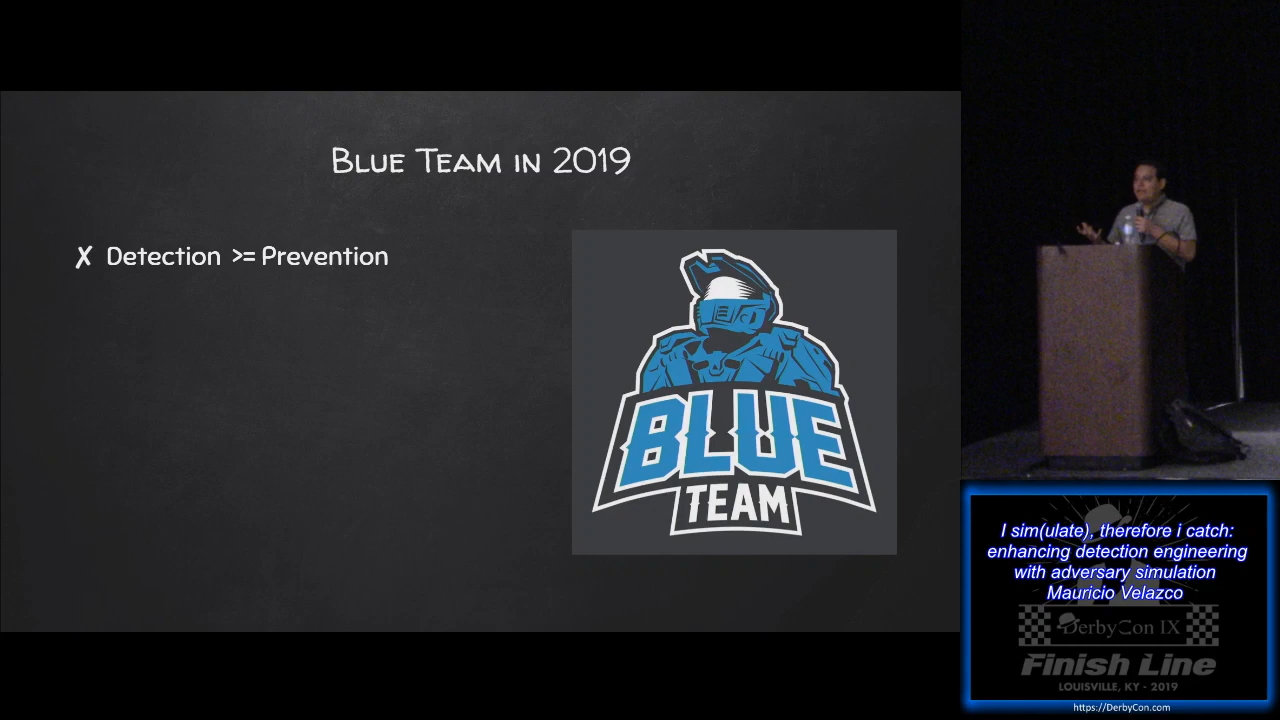 Blue Team in 2019
✗ Detection >= Prevention
BLUE
TEAM
I sim(ulate), therefore i catch:
enhancing detection engineering
with adversary simulation
Mauricio Velazco
DerbyCon IX
Finish Line
LOUISVILLE, KY - 2019
https://DerbyCon.com